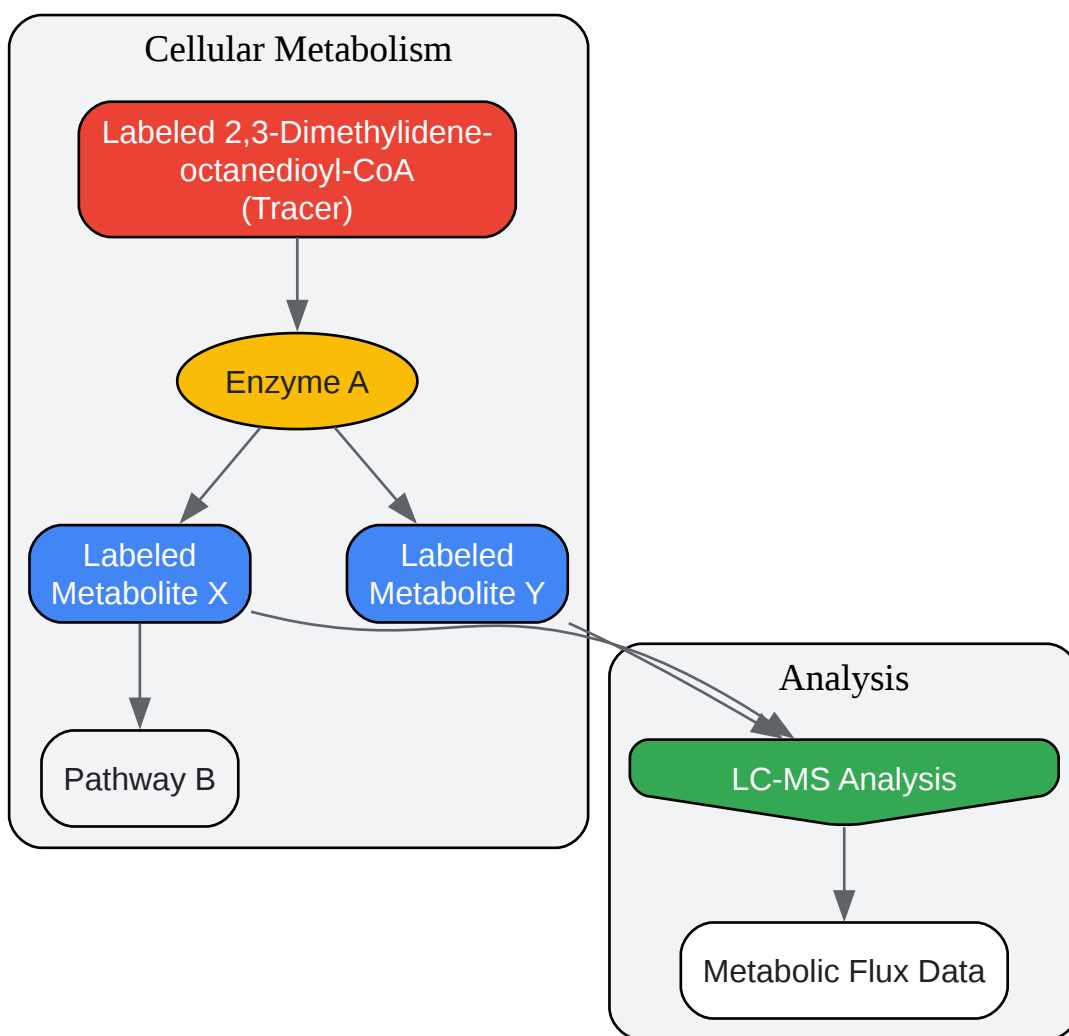 Cellular Metabolism
Labeled 2,3-Dimethylidene-
octanedioyl-CoA
(Tracer)
Enzyme A
Labeled
Metabolite X
Labeled
Metabolite Y
Pathway B
Analysis
LC-MS Analysis
Metabolic Flux Data